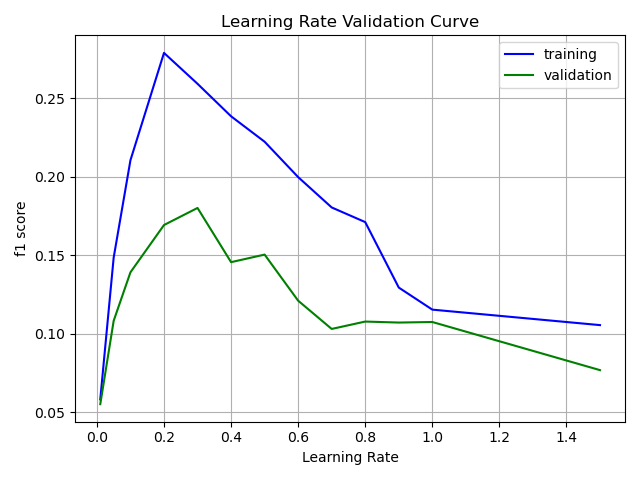 Learning Rate Validation Curve
training
validation
0.25
0.20
0.15
0.10
0.05
f1 score
0.0 0.2 0.4 0.6 0.8 1.0 1.2 1.4
Learning Rate